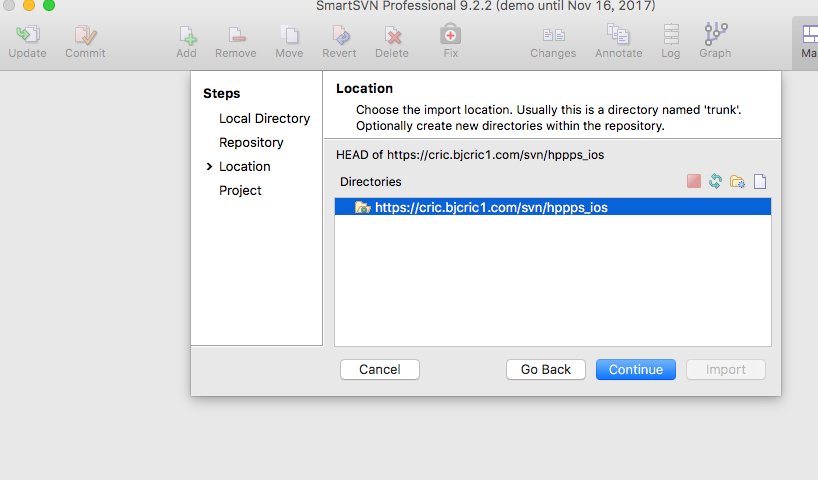 SmartSVN Professional 9.2.2 (demo until Nov 16, 2017)
Update Commit Add Remove Move Revert Delete Fix Changes Annotate Log Graph
Steps
Local Directory
Repository
Location
Project
Location
Choose the import location. Usually this is a directory named 'trunk'.
Optionally create new directories within the repository.
HEAD of https://cric.bjcric1.com/svn/hppps_ios
Directories
https://cric.bjcric1.com/svn/hppps_ios
Cancel Go Back Continue Import